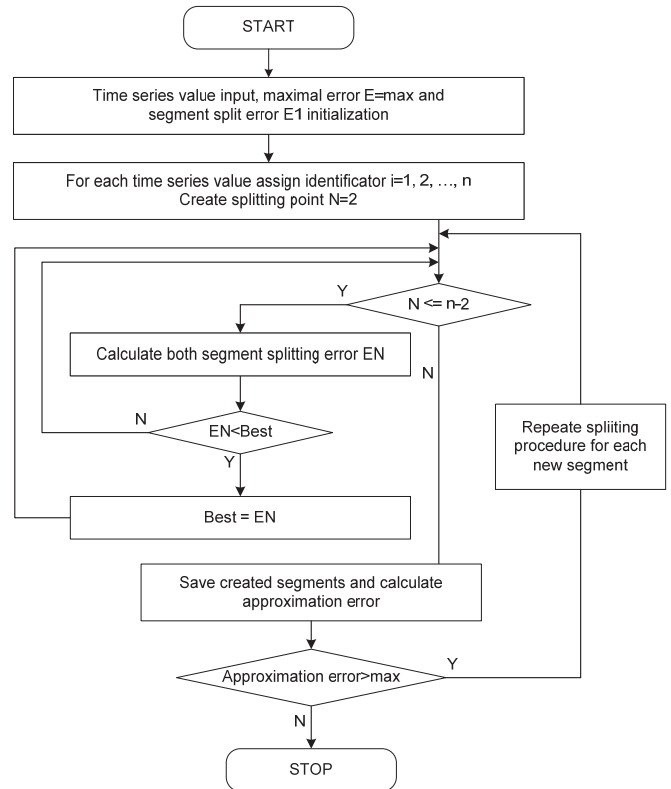 START
Time series value input, maximal error E=max and
segment split error E1 initialization
For each time series value assign identificator i=1, 2, ..., n
Create splitting point N=2
Y
N <= n-2
Calculate both segment splitting error EN
N
N
EN<Best
Y
Repeate spliiting
procedure for each
new segment
Best = EN
Save created segments and calculate
approximation error
Approximation error>max
Y
N
STOP